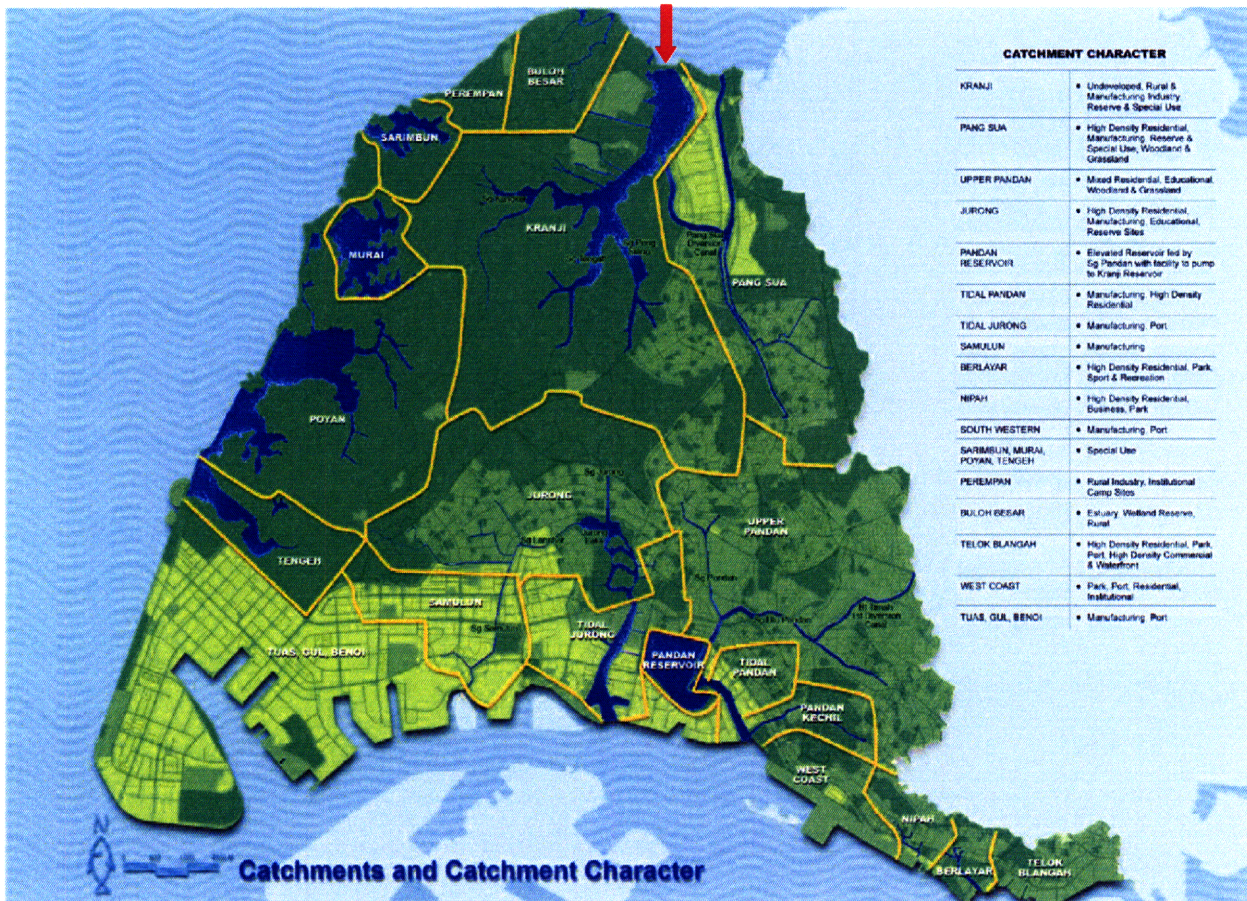 BULOH
BESAR
PEREMPAN
SARIMBUN
KRANJI
MURAI
PANG SUA
POYAN
Sg Jurong
JURONG
UPPER
PANDAN
TENGEH
Sg Pandan
SAMULUN
TIDAL
JURONG
TUAS, GUL, BENOI
PANDAN
RESERVOIR
TIDAL
PANDAN
PANDAN
KECHIL
WEST
COAST
NIPAH
BERLAYAR
TELOK
BLANGAH
N
Catchments and Catchment Character
CATCHMENT CHARACTER
KRANJI
• Undeveloped, Rural &
Manufacturing Industry
Reserve & Special Use
PANG SUA
• High Density Residential,
Manufacturing, Reserve &
Special Use, Woodland &
Grassland
UPPER PANDAN
• Mixed Residential, Educational,
Woodland & Grassland
JURONG
• High Density Residential,
Manufacturing, Educational,
Reserve Sites
PANDAN
RESERVOIR
• Elevated Reservoir fed by
Sg Pandan with facility to pump
to Kranji Reservoir
TIDAL PANDAN
• Manufacturing, High Density
Residential
TIDAL JURONG
• Manufacturing, Port
SAMULUN
• Manufacturing
BERLAYAR
• High Density Residential, Park,
Sport & Recreation
NIPAH
• High Density Residential,
Business, Park
SOUTH WESTERN
• Manufacturing, Port
SARIMBUN, MURAI,
POYAN, TENGEH
• Special Use
PEREMPAN
• Rural Industry, Institutional
Camp Sites
BULOH BESAR
• Estuary, Wetland Reserve,
Rural
TELOK BLANGAH
• High Density Residential, Park,
Port, High Density Commercial
& Waterfront
WEST COAST
• Park, Port, Residential,
Institutional
TUAS, GUL, BENOI
• Manufacturing, Port